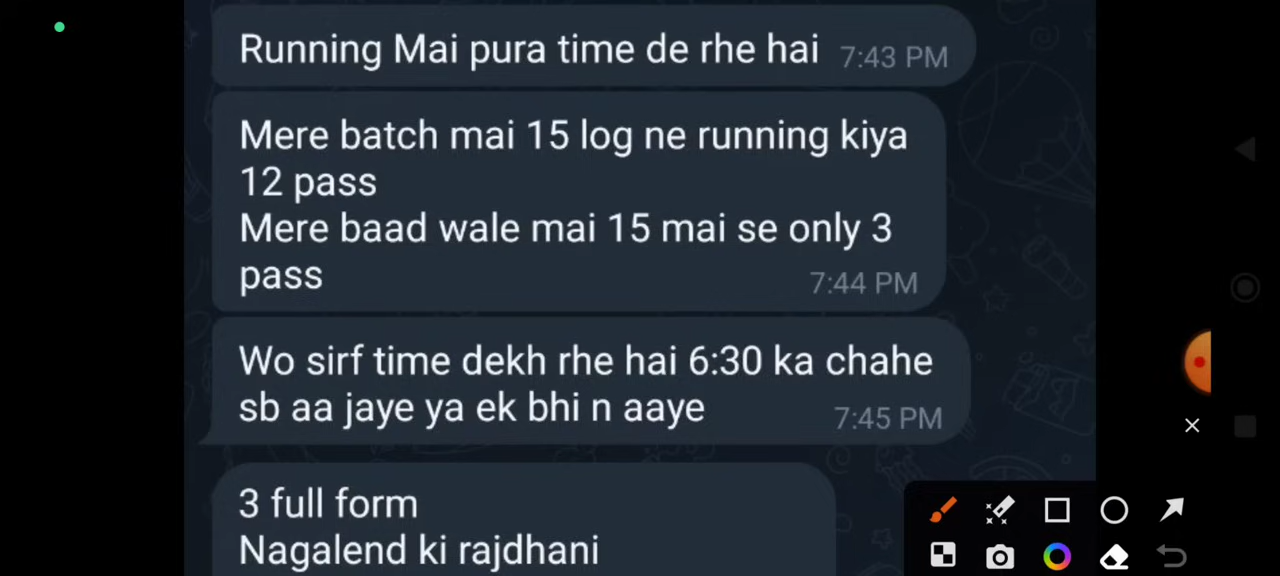 Running Mai pura time de rhe hai 7:43 PM
Mere batch mai 15 log ne running kiya
12 pass
Mere baad wale mai 15 mai se only 3
pass 7:44 PM
Wo sirf time dekh rhe hai 6:30 ka chahe
sb aa jaye ya ek bhi n aaye 7:45 PM
3 full form
Nagalend ki rajdhani